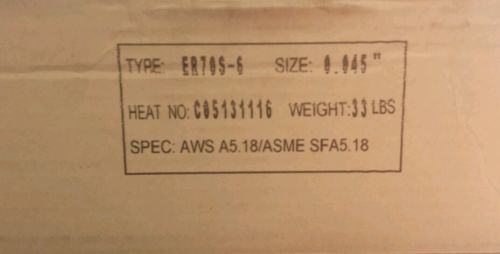 TYPE: ER70S-6 SIZE: 0.045"
HEAT NO: C05131116 WEIGHT: 33 LBS
SPEC: AWS A5.18/ASME SFA5.18